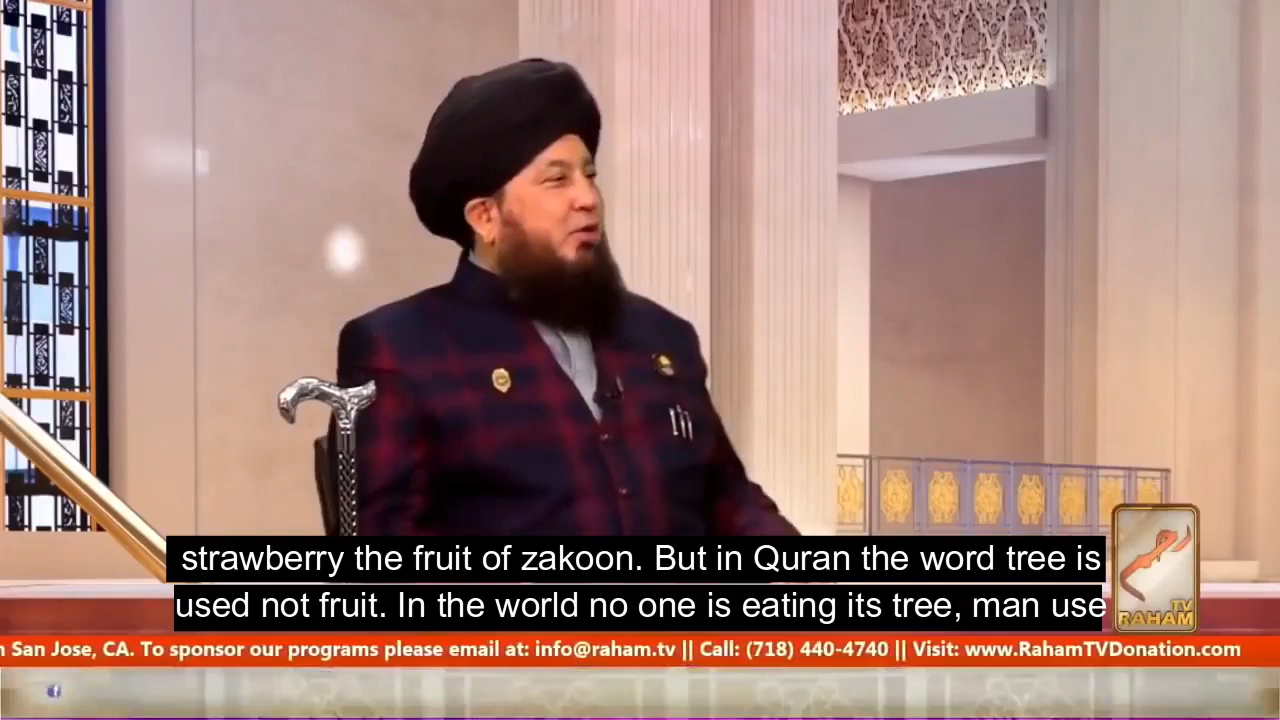 strawberry the fruit of zakoon. But in Quran the word tree is
used not fruit. In the world no one is eating its tree, man use
TV
RAHAM
n San Jose, CA. To sponsor our programs please email at: info@raham.tv || Call: (718) 440-4740 || Visit: www.RahamTVDonation.com
f